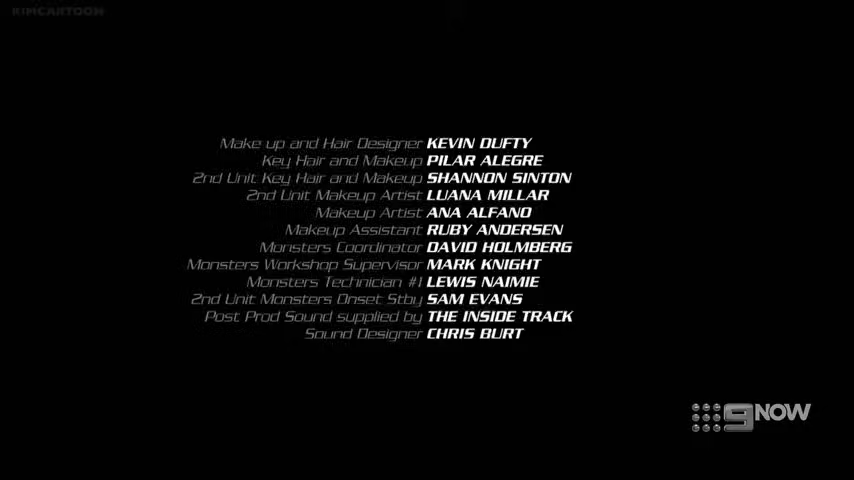 KIMCARTOON
Make up and Hair Designer KEVIN DUFTY
Key Hair and Makeup PILAR ALEGRE
2nd Unit Key Hair and Makeup SHANNON SINTON
2nd Unit Makeup Artist LUANA MILLAR
Makeup Artist ANA ALFANO
Makeup Assistant RUBY ANDERSEN
Monsters Coordinator DAVID HOLMBERG
Monsters Workshop Supervisor MARK KNIGHT
Monsters Technician #1 LEWIS NAIMIE
2nd Unit Monsters Onset Stby SAM EVANS
Post Prod Sound supplied by THE INSIDE TRACK
Sound Designer CHRIS BURT
9NOW